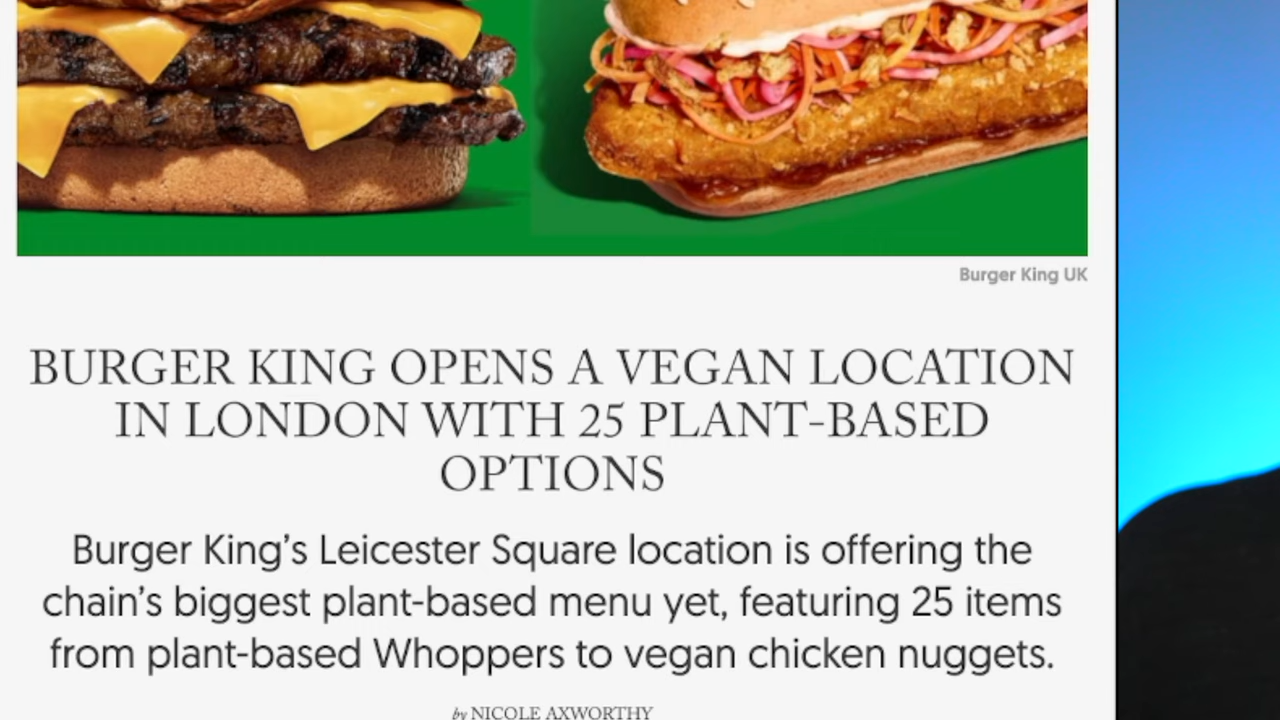 Burger King UK
BURGER KING OPENS A VEGAN LOCATION
IN LONDON WITH 25 PLANT-BASED
OPTIONS
Burger King’s Leicester Square location is offering the
chain’s biggest plant-based menu yet, featuring 25 items
from plant-based Whoppers to vegan chicken nuggets.
by NICOLE AXWORTHY